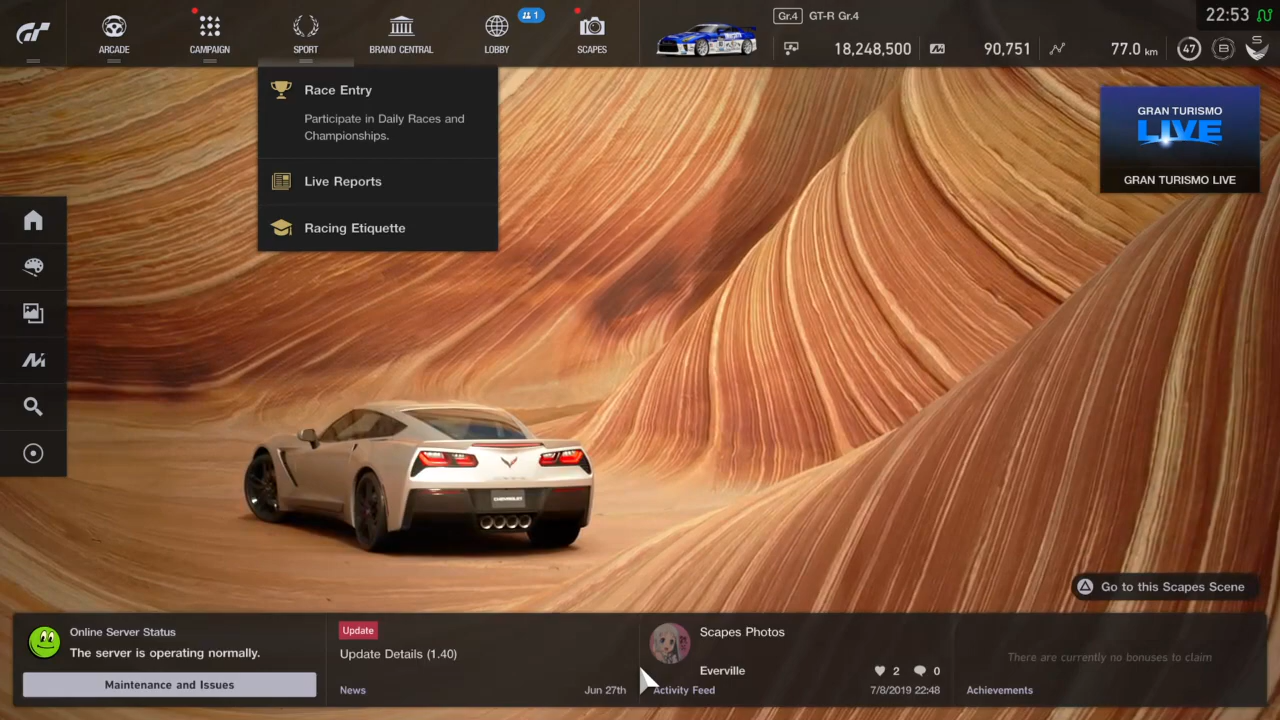 GT
ARCADE
CAMPAIGN
SPORT
BRAND CENTRAL
LOBBY
1
SCAPES
Gr.4 GT-R Gr.4
18,248,500
90,751
77.0 km
22:53
47
B
S
Race Entry
Participate in Daily Races and
Championships.
Live Reports
Racing Etiquette
GRAN TURISMO
LIVE
GRAN TURISMO LIVE
CHEVROLET
Go to this Scapes Scene
Online Server Status
The server is operating normally.
Maintenance and Issues
Update
Update Details (1.40)
News
Jun 27th
Scapes Photos
Everville
2
0
Activity Feed
7/8/2019 22:48
There are currently no bonuses to claim
Achievements